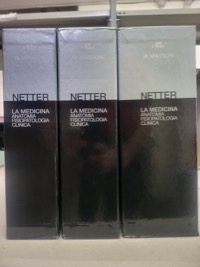 NETTER
LA MEDICINA
ANATOMIA
FISIOPATOLOGIA
CLINICA
NETTER
LA MEDICINA
ANATOMIA
FISIOPATOLOGIA
CLINICA
NETTER
LA MEDICINA
ANATOMIA
FISIOPATOLOGIA
CLINICA